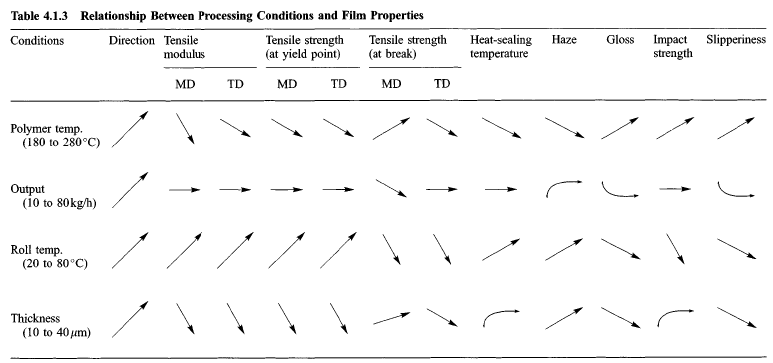 Table 4.1.3 Relationship Between Processing Conditions and Film Properties
Conditions Direction Tensile modulus Tensile strength (at yield point) Tensile strength (at break) Heat-sealing temperature Haze Gloss Impact strength Slipperiness
MD TD MD TD MD TD
Polymer temp.
(180 to 280°C)
Output
(10 to 80kg/h)
Roll temp.
(20 to 80°C)
Thickness
(10 to 40μm)